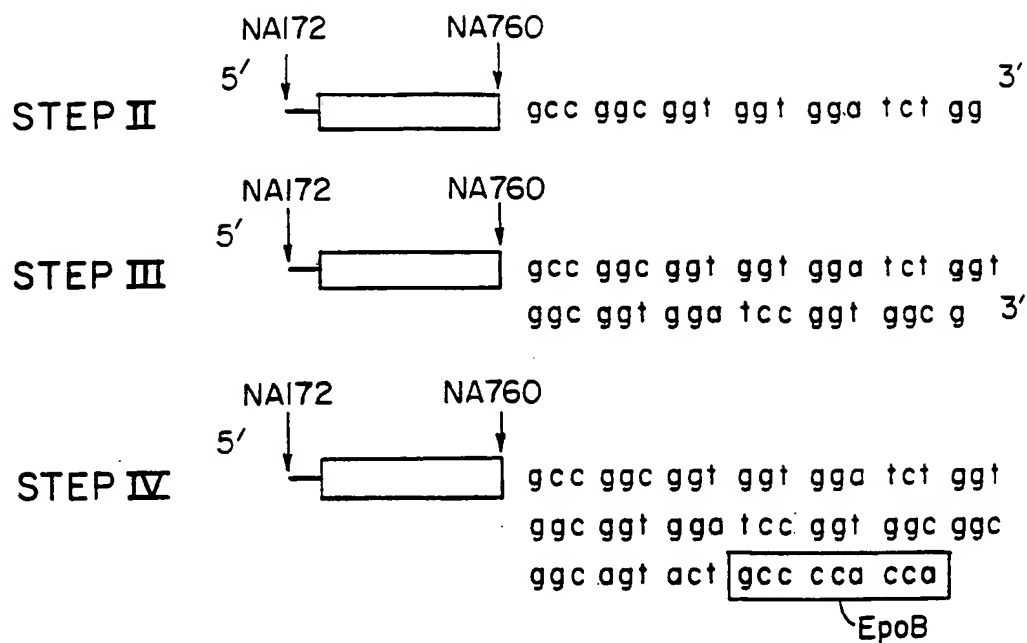 NA172 NA760
5′ 3′
STEP II gcc ggc ggt ggt gga tct gg
NA172 NA760
5′
STEP III gcc ggc ggt ggt gga tct ggt
ggc ggt gga tcc ggt ggc g 3′
NA172 NA760
5′
STEP IV gcc ggc ggt ggt gga tct ggt
ggc ggt gga tcc ggt ggc ggc
ggc agt act gcc cca cca
EpoB